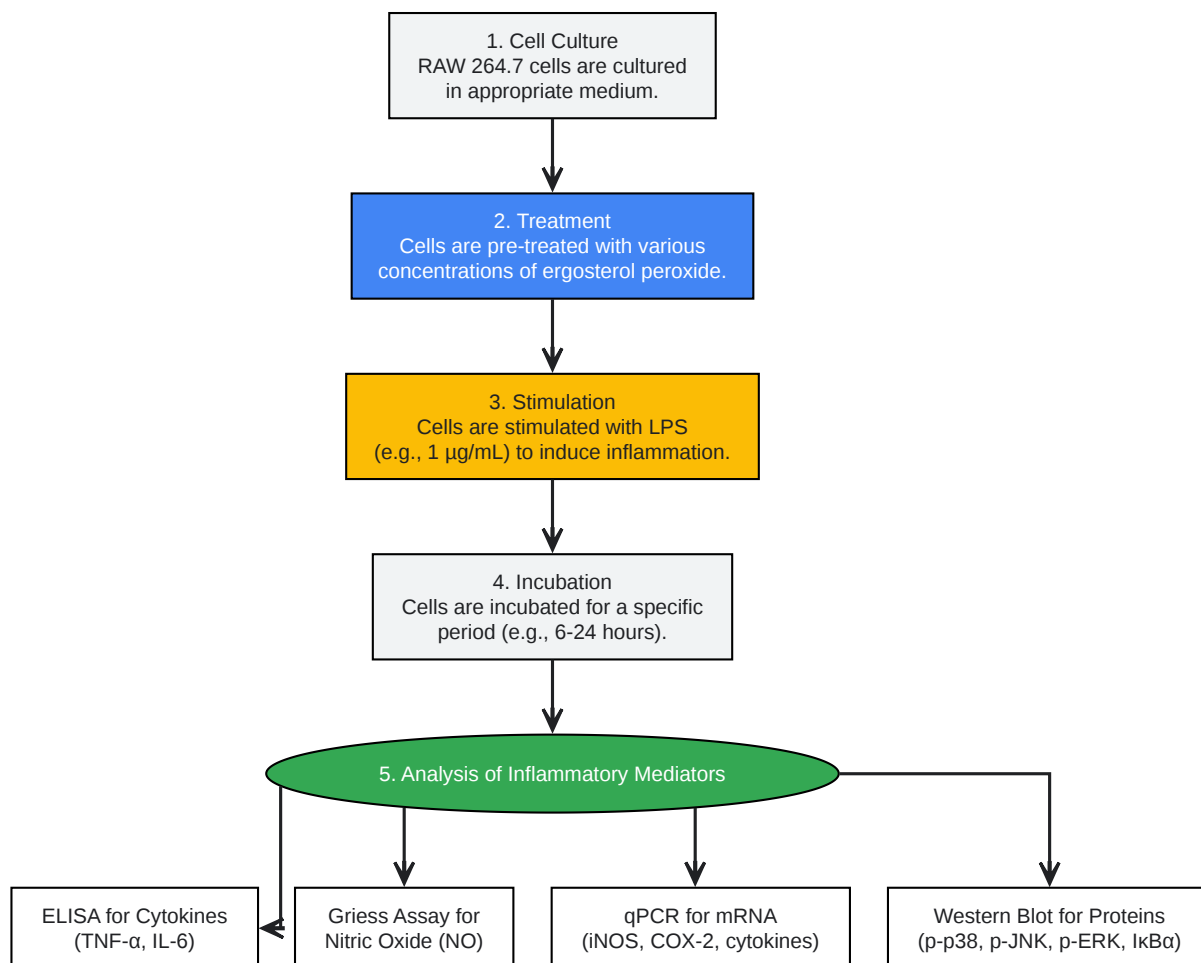 1. Cell Culture
RAW 264.7 cells are cultured
in appropriate medium.
2. Treatment
Cells are pre-treated with various
concentrations of ergosterol peroxide.
3. Stimulation
Cells are stimulated with LPS
(e.g., 1 µg/mL) to induce inflammation.
4. Incubation
Cells are incubated for a specific
period (e.g., 6-24 hours).
5. Analysis of Inflammatory Mediators
ELISA for Cytokines
(TNF-α, IL-6)
Griess Assay for
Nitric Oxide (NO)
qPCR for mRNA
(iNOS, COX-2, cytokines)
Western Blot for Proteins
(p-p38, p-JNK, p-ERK, IκBα)